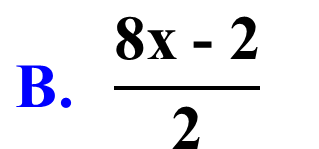 B. (8x - 2)/2